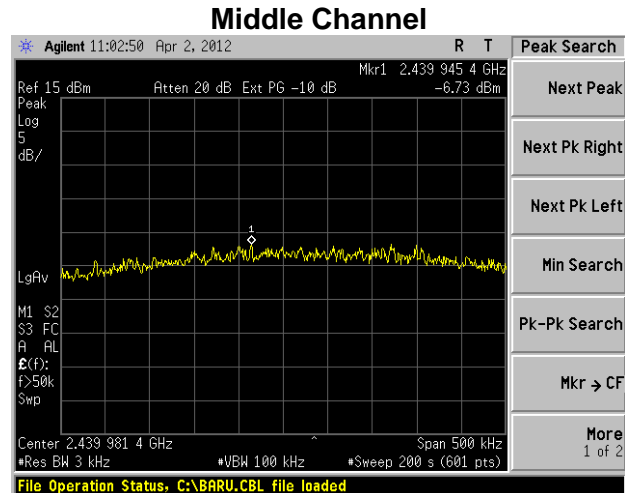 Middle Channel
Agilent 11:02:50 Apr 2, 2012 R T
Peak Search
Mkr1 2.439 945 4 GHz
Ref 15 dBm Atten 20 dB Ext PG -10 dB -6.73 dBm
Next Peak
Peak
Log
5
dB/
Next Pk Right
Next Pk Left
1
LgAv
Min Search
M1 S2
S3 FC
A AL
Pk-Pk Search
£(f):
f>50k
Swp
Mkr → CF
Center 2.439 981 4 GHz ^ Span 500 kHz
#Res BW 3 kHz #VBW 100 kHz #Sweep 200 s (601 pts)
More
1 of 2
File Operation Status, C:\BARU.CBL file loaded